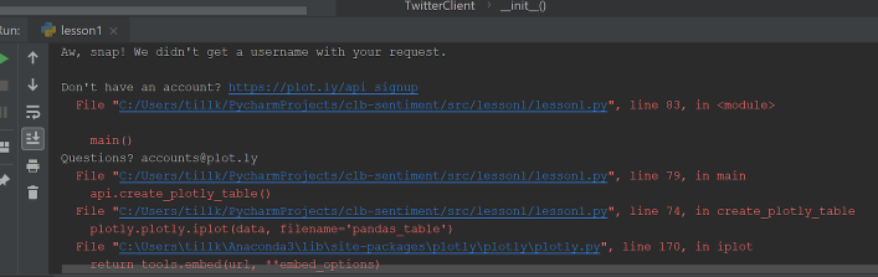 TwitterClient › __init__()
Run: lesson1 ×
Aw, snap! We didn't get a username with your request.
Don't have an account? https://plot.ly/api_signup
File "C:/Users/tillk/PycharmProjects/clb-sentiment/src/lesson1/lesson1.py", line 83, in <module>
main()
Questions? accounts@plot.ly
File "C:/Users/tillk/PycharmProjects/clb-sentiment/src/lesson1/lesson1.py", line 79, in main
api.create_plotly_table()
File "C:/Users/tillk/PycharmProjects/clb-sentiment/src/lesson1/lesson1.py", line 74, in create_plotly_table
plotly.plotly.iplot(data, filename='pandas_table')
File "C:\Users\tillk\Anaconda3\lib\site-packages\plotly\plotly\plotly.py", line 170, in iplot
return tools.embed(url, **embed_options)